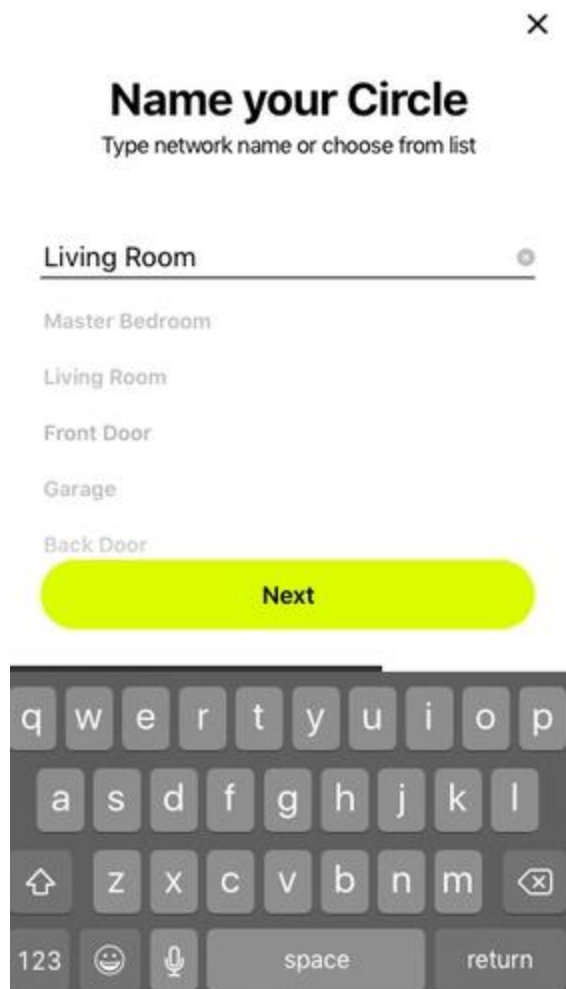 Name your Circle
Type network name or choose from list
Living Room
Master Bedroom
Living Room
Front Door
Garage
Back Door
Next
q w e r t y u i o p
a s d f g h j k l
z x c v b n m
123 space return